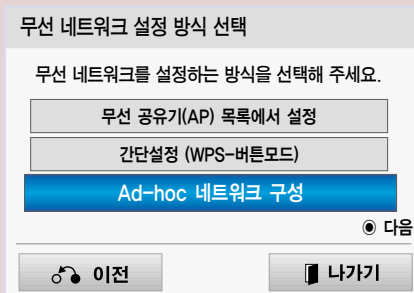 무선 네트워크 설정 방식 선택
무선 네트워크를 설정하는 방식을 선택해 주세요.
무선 공유기(AP) 목록에서 설정
간단설정 (WPS-버튼모드)
Ad-hoc 네트워크 구성
다음
이전 나가기